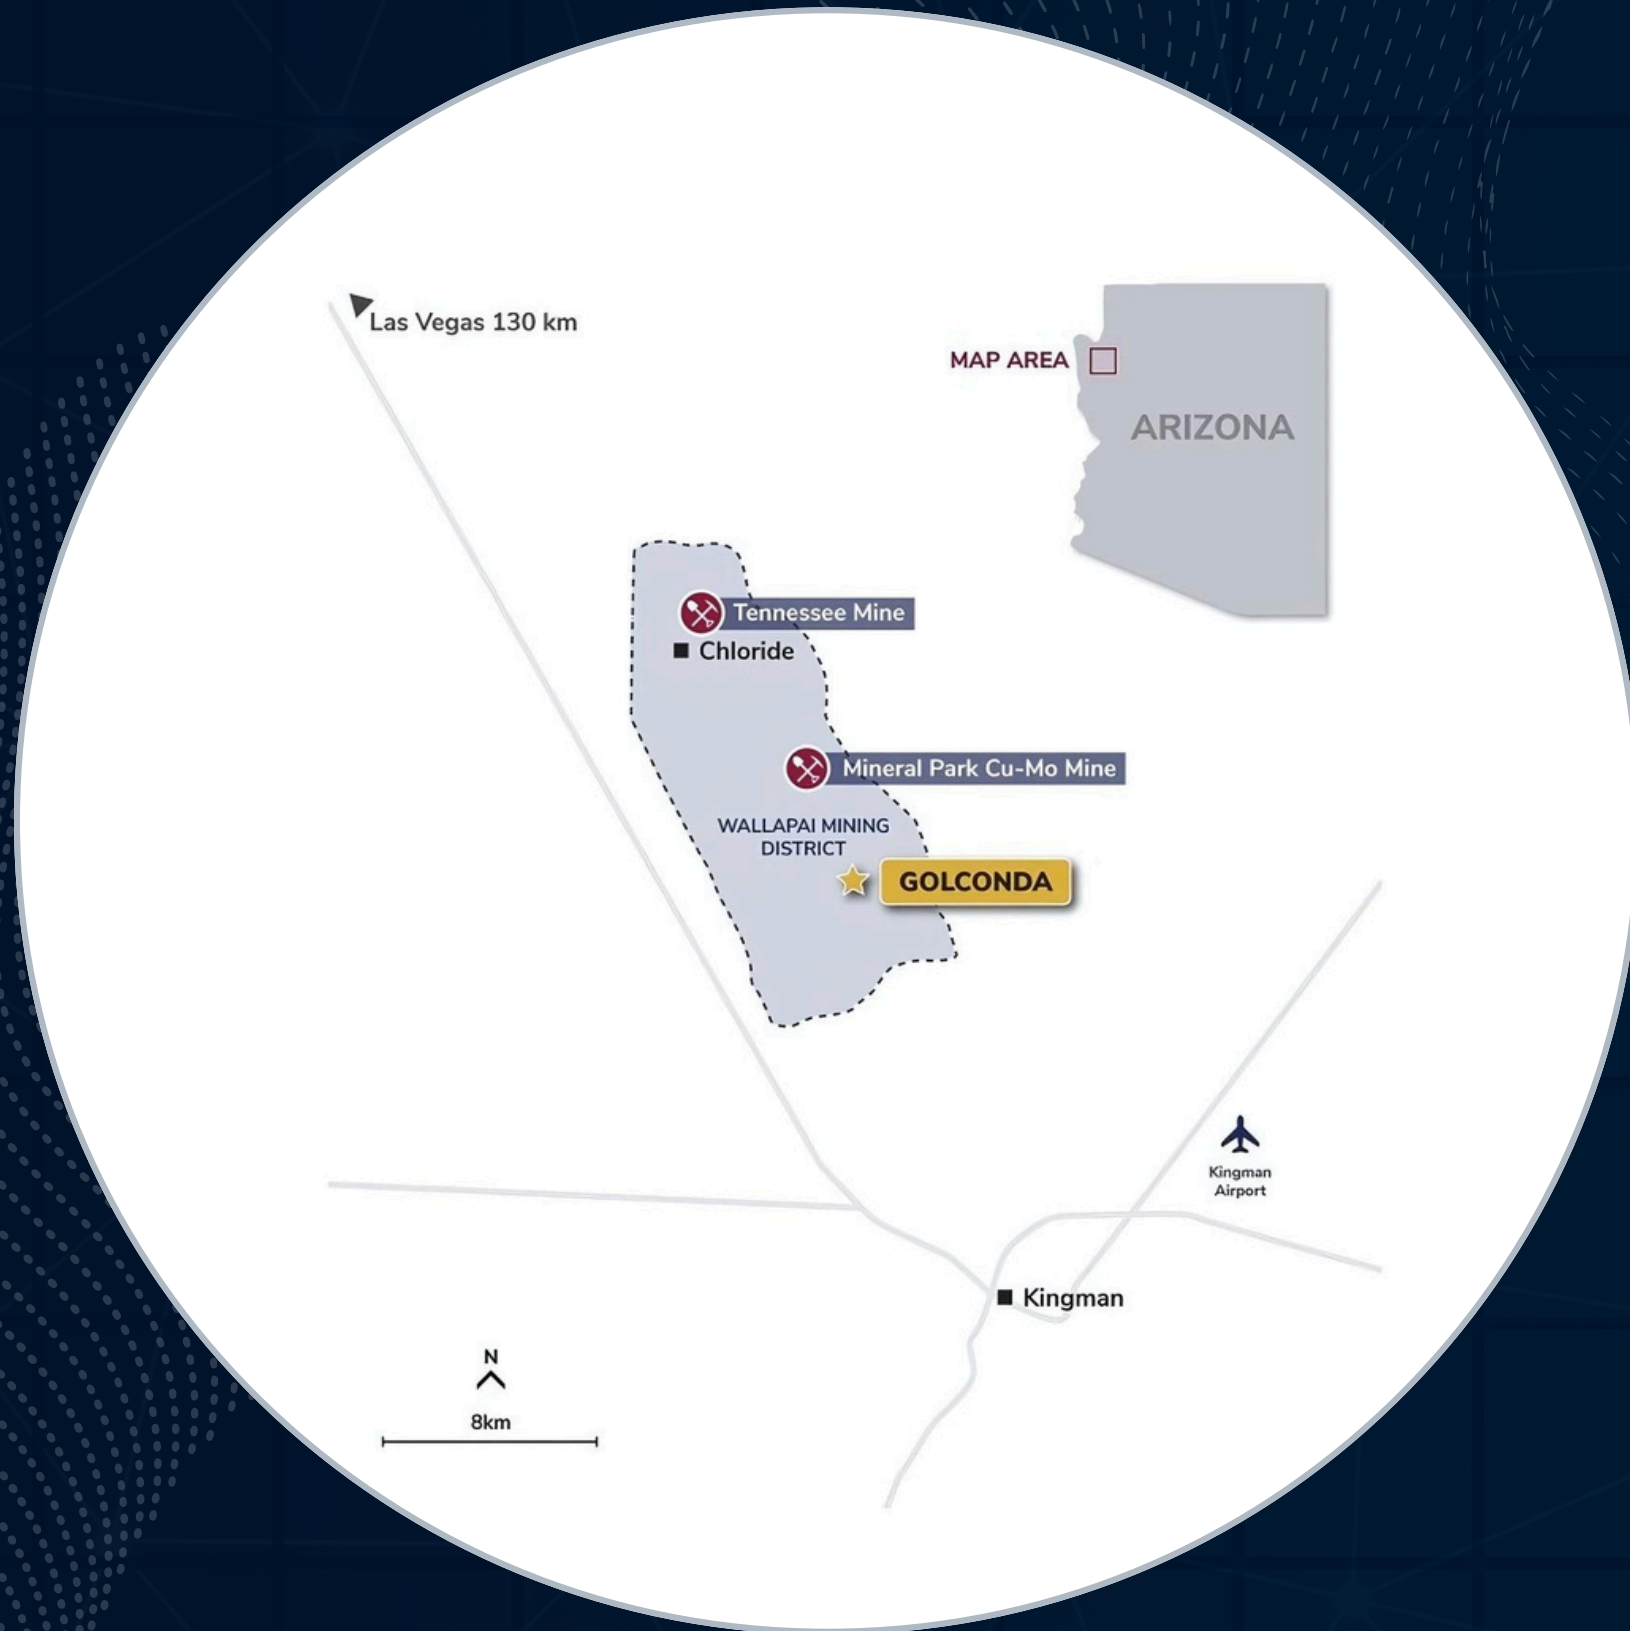 Las Vegas 130 km
MAP AREA
ARIZONA
Tennessee Mine
Chloride
Mineral Park Cu-Mo Mine
WALLAPAI MINING
DISTRICT
GOLCONDA
Kingman
Airport
Kingman
N
8km